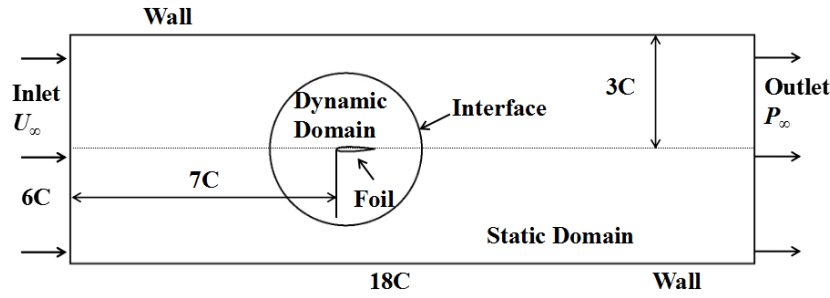 Wall
Inlet
U∞
Dynamic
Domain
Interface
3C
Outlet
P∞
7C
Foil
6C
Static Domain
18C
Wall